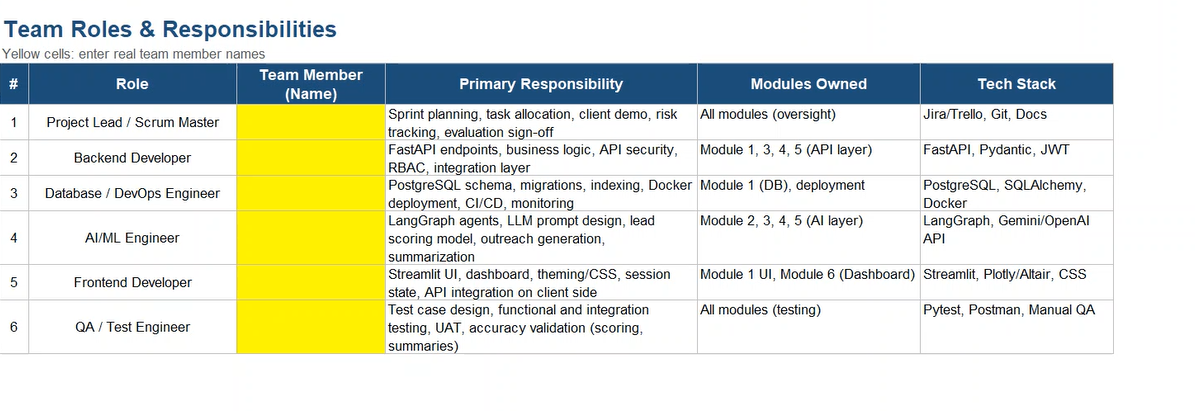 Team Roles & Responsibilities
Yellow cells: enter real team member names
# Role Team Member (Name) Primary Responsibility Modules Owned Tech Stack
1 Project Lead / Scrum Master Sprint planning, task allocation, client demo, risk All modules (oversight) Jira/Trello, Git, Docs
tracking, evaluation sign-off
2 Backend Developer FastAPI endpoints, business logic, API security, Module 1, 3, 4, 5 (API layer) FastAPI, Pydantic, JWT
RBAC, integration layer
3 Database / DevOps Engineer PostgreSQL schema, migrations, indexing, Docker Module 1 (DB), deployment PostgreSQL, SQLAlchemy,
deployment, CI/CD, monitoring Docker
4 AI/ML Engineer LangGraph agents, LLM prompt design, lead Module 2, 3, 4, 5 (AI layer) LangGraph, Gemini/OpenAI
scoring model, outreach generation, API
summarization
5 Frontend Developer Streamlit UI, dashboard, theming/CSS, session Module 1 UI, Module 6 (Dashboard) Streamlit, Plotly/Altair, CSS
state, API integration on client side
6 QA / Test Engineer Test case design, functional and integration All modules (testing) Pytest, Postman, Manual QA
testing, UAT, accuracy validation (scoring,
summaries)